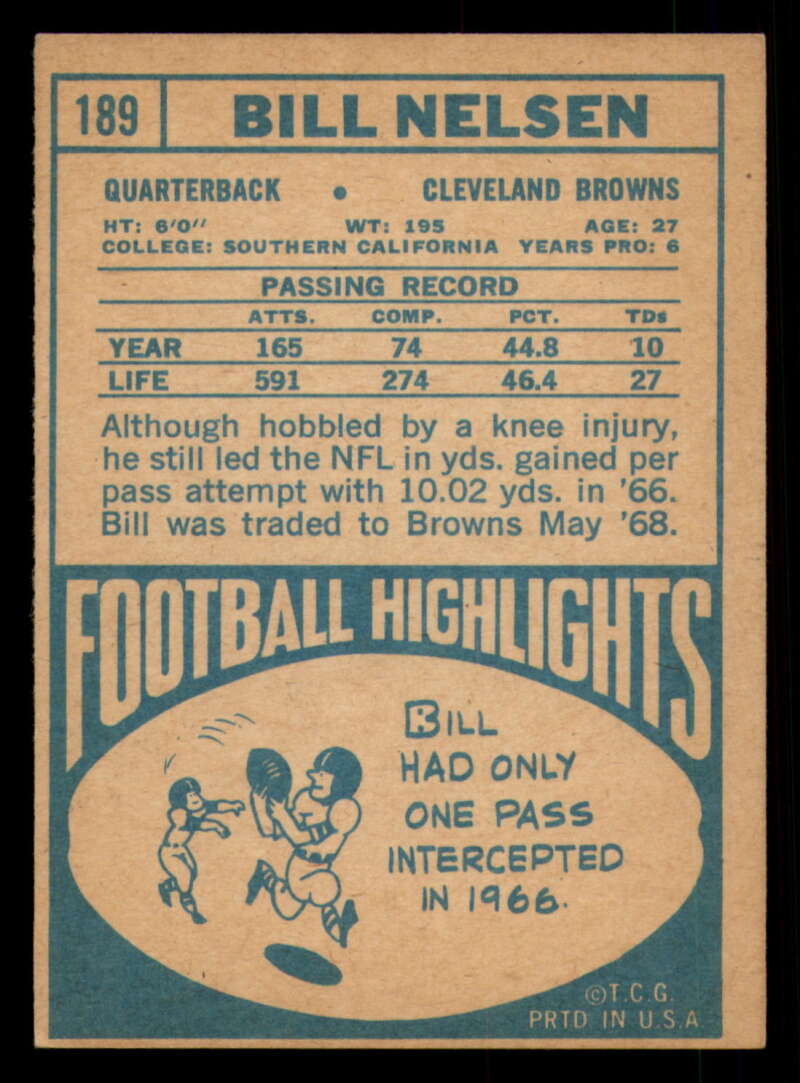 189 BILL NELSEN
QUARTERBACK • CLEVELAND BROWNS
HT: 6'0" WT: 195 AGE: 27
COLLEGE: SOUTHERN CALIFORNIA YEARS PRO: 6
PASSING RECORD
ATTS. COMP. PCT. TDs
YEAR 165 74 44.8 10
LIFE 591 274 46.4 27
Although hobbled by a knee injury,
he still led the NFL in yds. gained per
pass attempt with 10.02 yds. in '66.
Bill was traded to Browns May '68.
FOOTBALL HIGHLIGHTS
BILL
HAD ONLY
ONE PASS
INTERCEPTED
IN 1966.
©T.C.G.
PRTD IN U.S.A